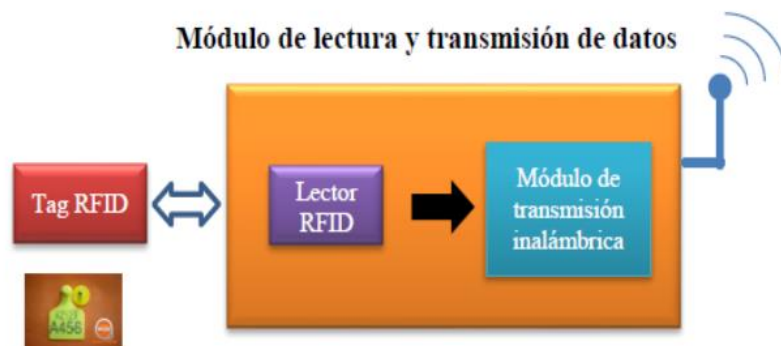 Módulo de lectura y transmisión de datos
Tag RFID
Lector
RFID
Módulo de
transmisión
inalámbrica
A456